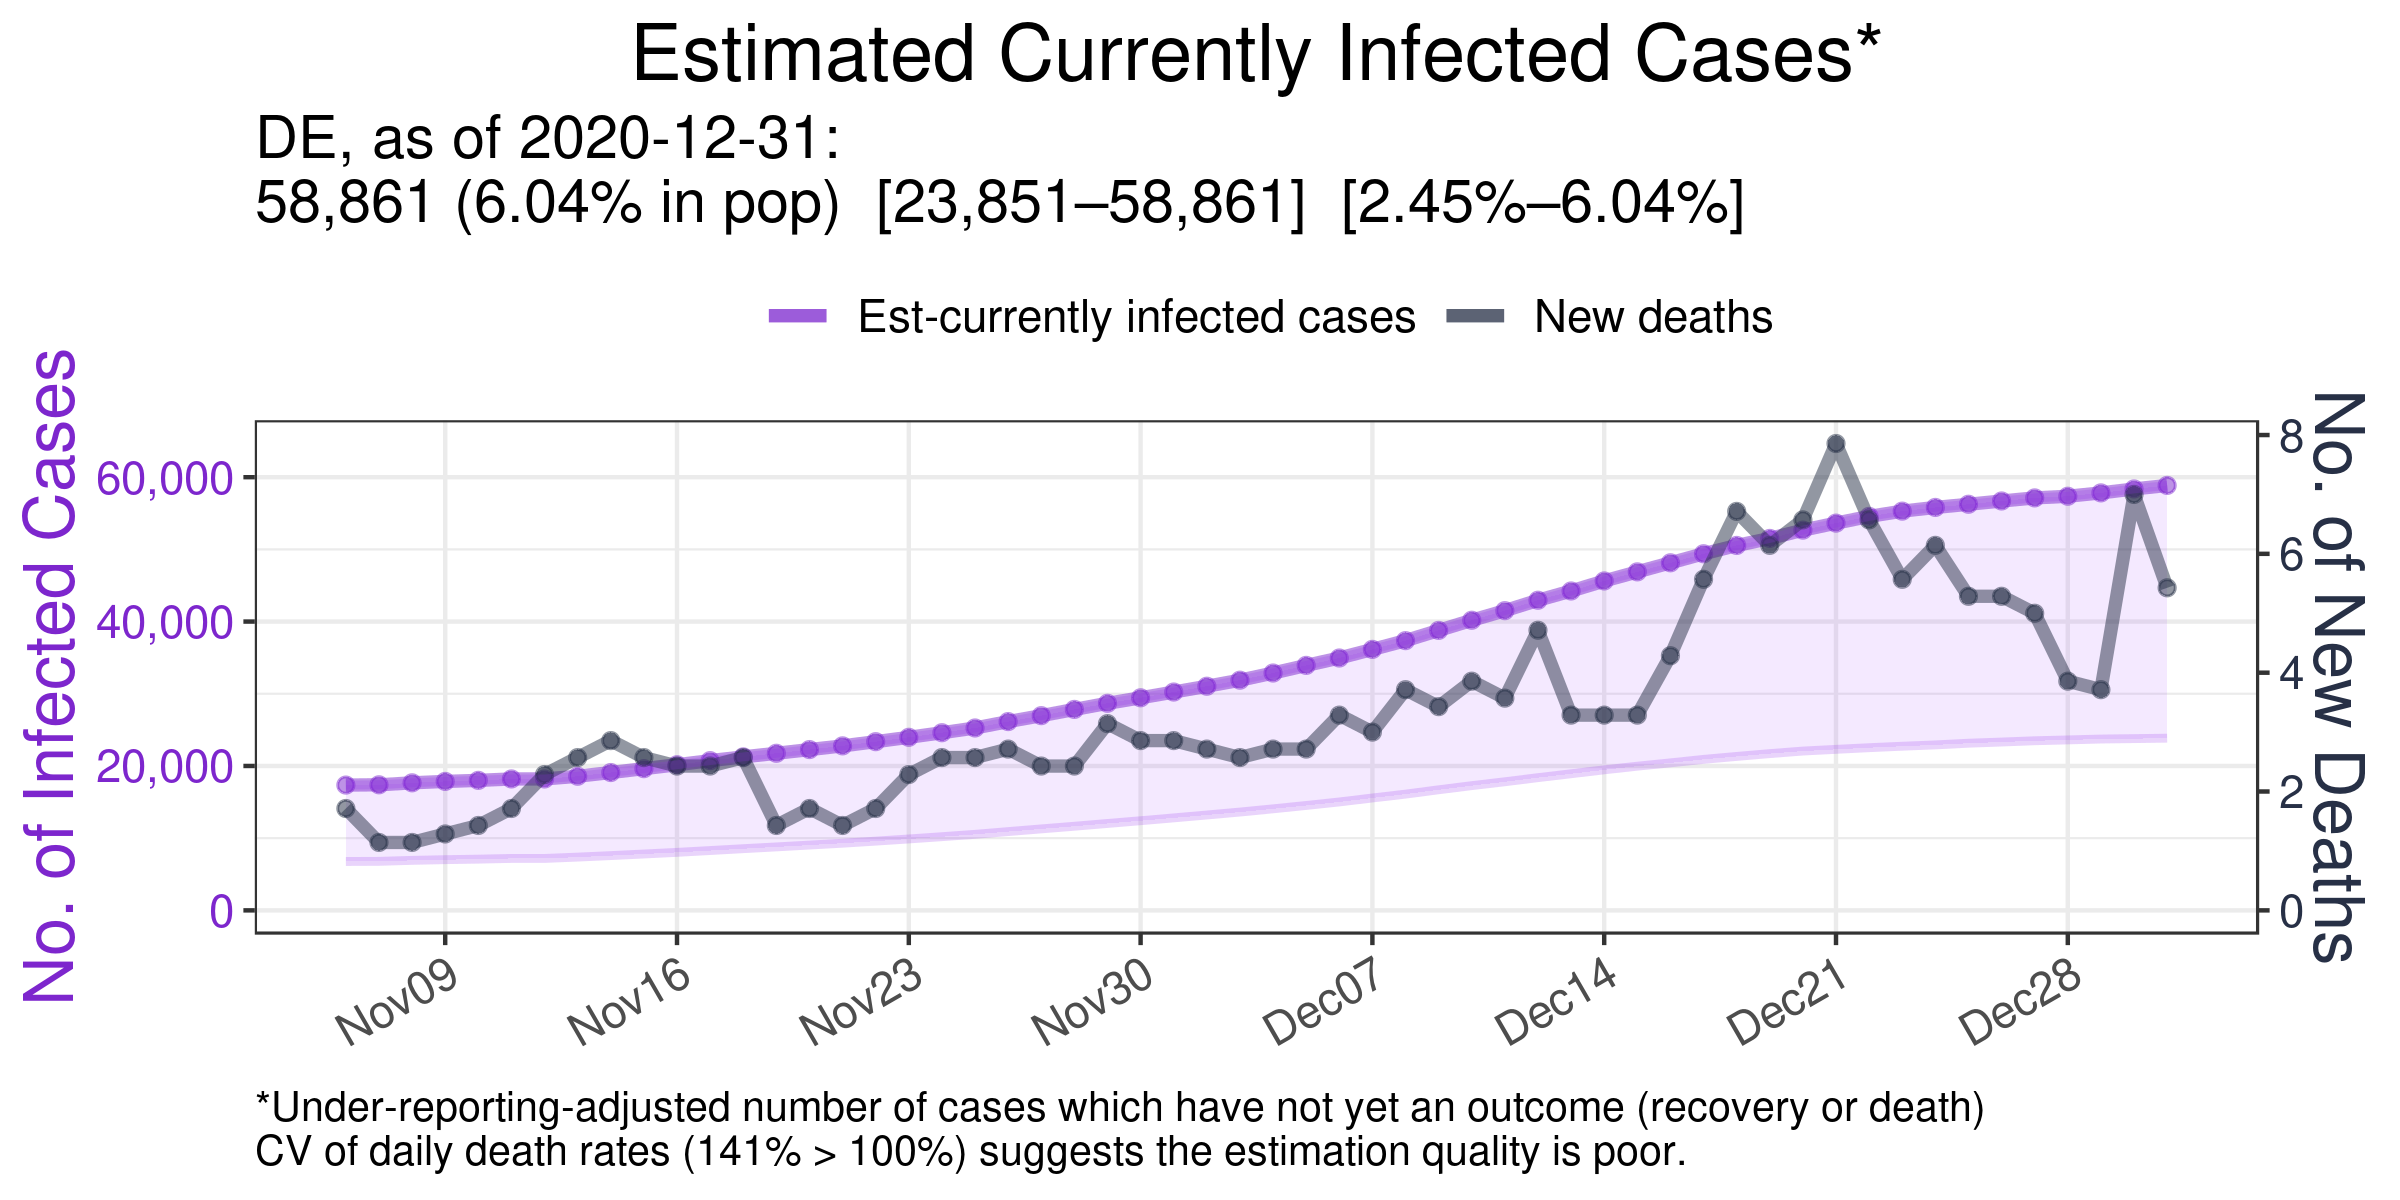 Estimated Currently Infected Cases*
DE, as of 2020-12-31:
58,861 (6.04% in pop)  [23,851–58,861]  [2.45%–6.04%]
Est-currently infected cases
New deaths
No. of Infected Cases
60,000
40,000
20,000
0
8
6
4
2
0
No. of New Deaths
Nov09
Nov16
Nov23
Nov30
Dec07
Dec14
Dec21
Dec28
*Under-reporting-adjusted number of cases which have not yet an outcome (recovery or death)
CV of daily death rates (141% > 100%) suggests the estimation quality is poor.